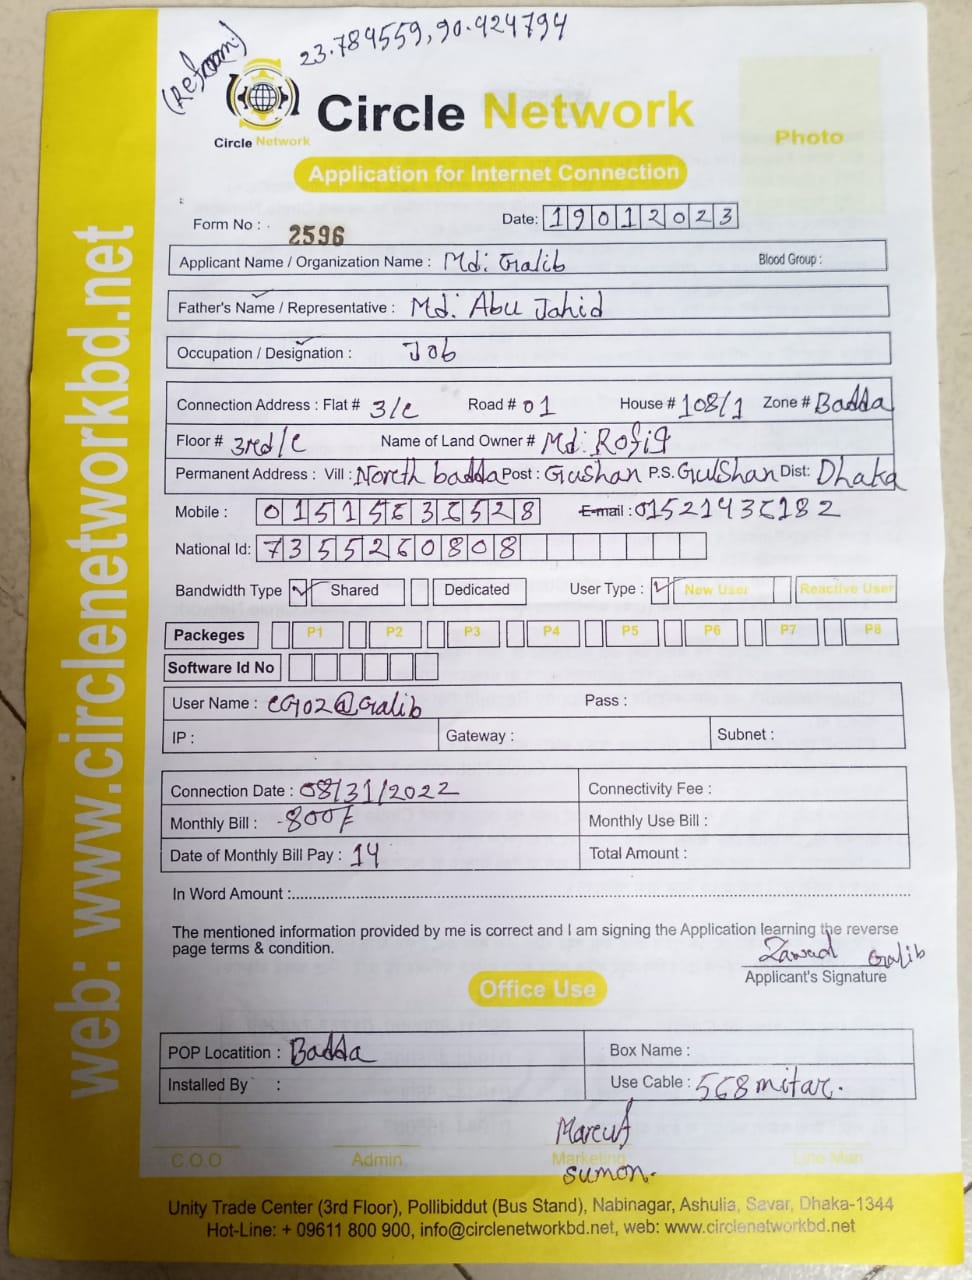 23.784559, 90.424794
Circle Network
Circle Network
Photo
Application for Internet Connection
Form No : 2596 Date: 19012023
Applicant Name / Organization Name : Md: Galib Blood Group :
Father's Name / Representative : Md: Abu Jahid
Occupation / Designation : Job
Connection Address : Flat # 3/c Road # 01 House # 108/1 Zone # Badda
Floor # 3rd/c Name of Land Owner # Md: Rofiq
Permanent Address : Vill : North badda Post : Gushan P.S. GulShan Dist: Dhaka
Mobile : 01515636528 E-mail : 01521436182
National Id: 7355260808
Bandwidth Type Shared Dedicated User Type : New User Reactive User
Packeges P1 P2 P3 P4 P5 P6 P7 P8
Software Id No
User Name : @Galib Pass :
IP : Gateway : Subnet :
Connection Date : 08/31/2022 Connectivity Fee :
Monthly Bill : 800/- Monthly Use Bill :
Date of Monthly Bill Pay : 14 Total Amount :
In Word Amount :
The mentioned information provided by me is correct and I am signing the Application learning the reverse
page terms & condition.
Zawad Galib
Applicant's Signature
Office Use
POP Locatition : Badda Box Name :
Installed By : Use Cable : 568 mitar.
Maruf
C.O.O Admin Marketing Line Man
Sumon.
Unity Trade Center (3rd Floor), Pollibiddut (Bus Stand), Nabinagar, Ashulia, Savar, Dhaka-1344
Hot-Line: + 09611 800 900, info@circlenetworkbd.net, web: www.circlenetworkbd.net
web: www.circlenetworkbd.net